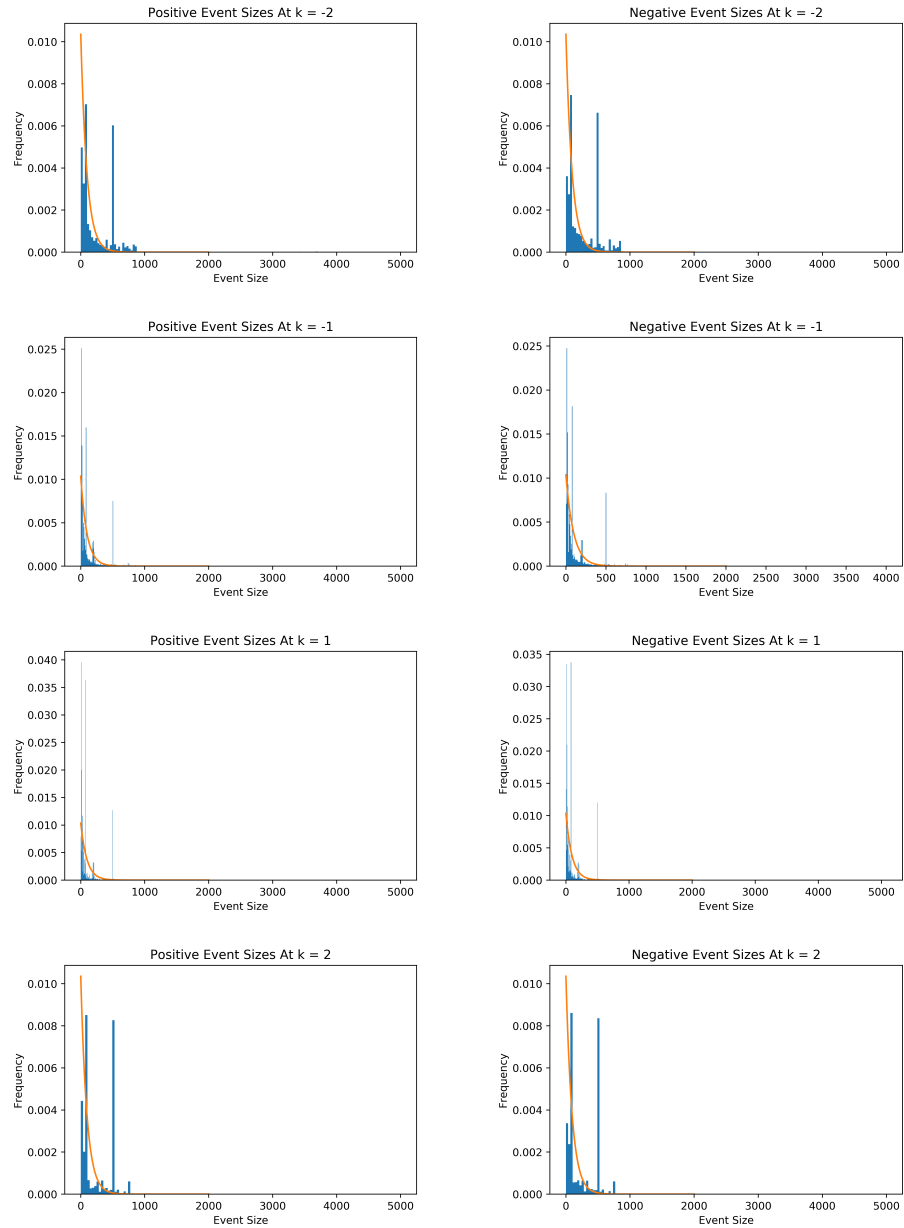 Positive Event Sizes At k = -2
0.010
0.008
0.006
0.004
0.002
0.000
Frequency
0 1000 2000 3000 4000 5000
Event Size
Negative Event Sizes At k = -2
0.010
0.008
0.006
0.004
0.002
0.000
Frequency
0 1000 2000 3000 4000 5000
Event Size
Positive Event Sizes At k = -1
0.025
0.020
0.015
0.010
0.005
0.000
Frequency
0 1000 2000 3000 4000 5000
Event Size
Negative Event Sizes At k = -1
0.025
0.020
0.015
0.010
0.005
0.000
Frequency
0 500 1000 1500 2000 2500 3000 3500 4000
Event Size
Positive Event Sizes At k = 1
0.040
0.035
0.030
0.025
0.020
0.015
0.010
0.005
0.000
Frequency
0 1000 2000 3000 4000 5000
Event Size
Negative Event Sizes At k = 1
0.035
0.030
0.025
0.020
0.015
0.010
0.005
0.000
Frequency
0 1000 2000 3000 4000 5000
Event Size
Positive Event Sizes At k = 2
0.010
0.008
0.006
0.004
0.002
0.000
Frequency
0 1000 2000 3000 4000 5000
Event Size
Negative Event Sizes At k = 2
0.010
0.008
0.006
0.004
0.002
0.000
Frequency
0 1000 2000 3000 4000 5000
Event Size